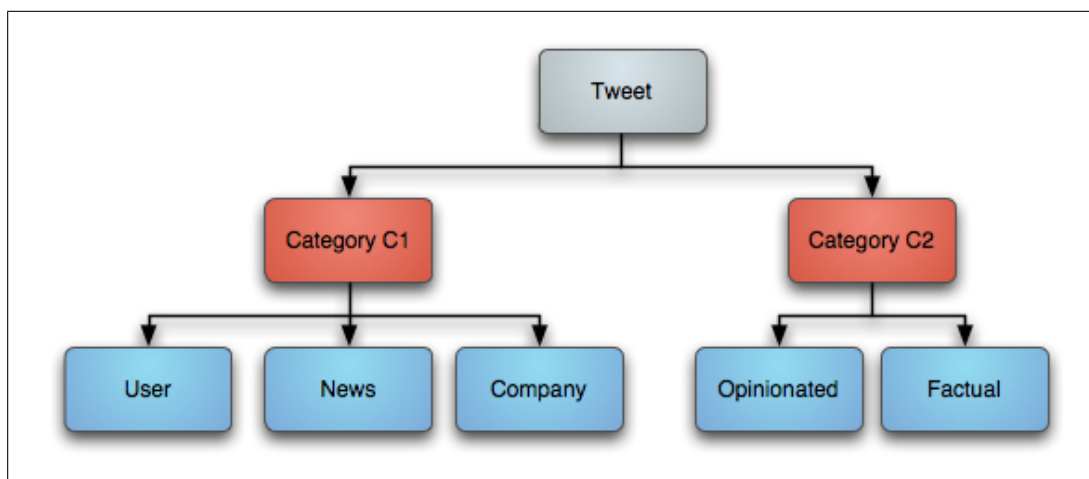 Tweet
Category C1
Category C2
User
News
Company
Opinionated
Factual